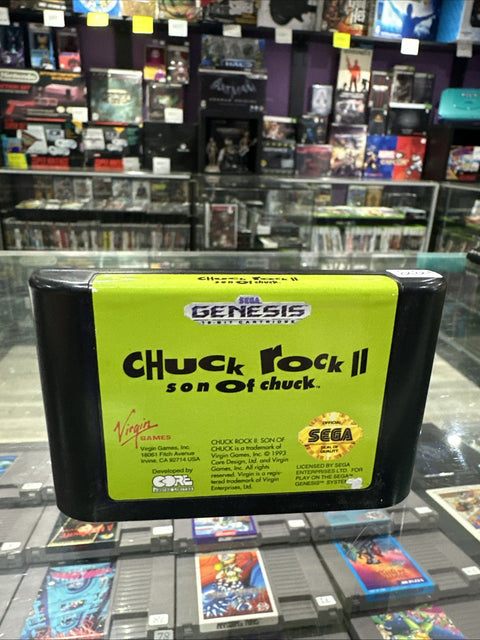 CHUCK ROCK II
son of chuck.
SEGA
GENESIS
16-BIT CARTRIDGE
CHUCK ROCK II
son of chuck™
Virgin
GAMES
Virgin Games, Inc.
18061 Fitch Avenue
Irvine, CA 92714 USA
Developed by
CORE
CHUCK ROCK II: SON OF
CHUCK is a trademark of
Virgin Games, Inc. © 1993
Core Design, Ltd. and Virgin
Games, Inc. All rights
reserved. Virgin is a regis-
tered trademark of Virgin
Enterprises, Ltd.
OFFICIAL
SEGA
SEAL OF
QUALITY
LICENSED BY SEGA
ENTERPRISES LTD. FOR
PLAY ON THE SEGA™
GENESIS™ SYSTEM